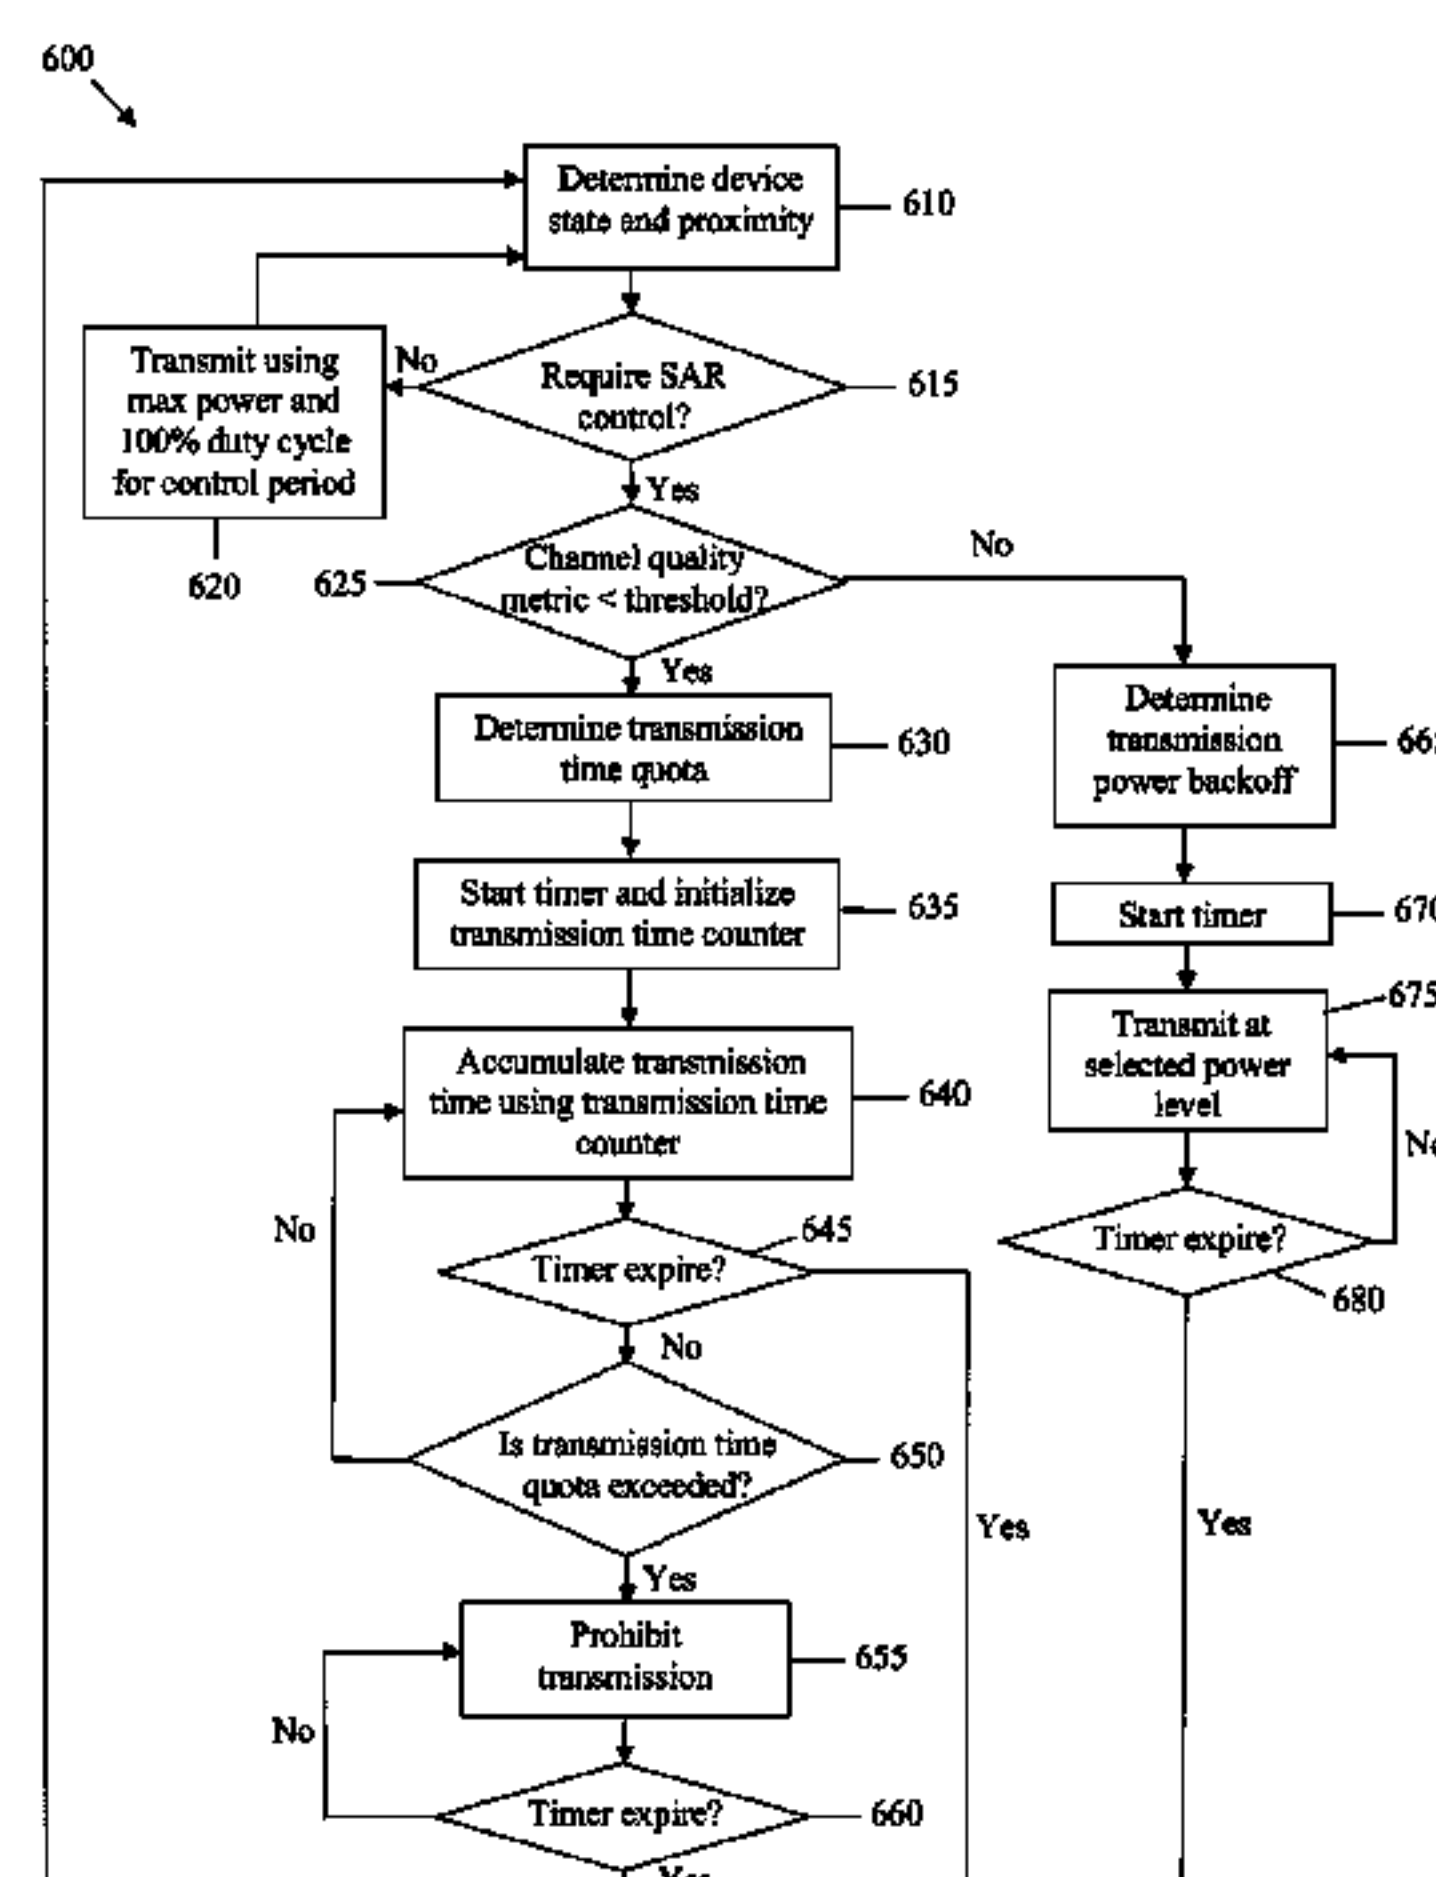 600
Determine device
state and proximity
610
Transmit using
max power and
100% duty cycle
for control period
620
No
Require SAR
control?
615
Yes
Channel quality
metric < threshold?
625
No
Yes
Determine transmission
time quota
630
Determine
transmission
power backoff
Start timer and initialize
transmission time counter
635
Start timer
670
Accumulate transmission
time using transmission time
counter
640
Transmit at
selected power
level
675
No
Timer expire?
645
Timer expire?
680
No
No
Is transmission time
quota exceeded?
650
Yes
Yes
Yes
Prohibit
transmission
655
No
Timer expire?
660
Yes